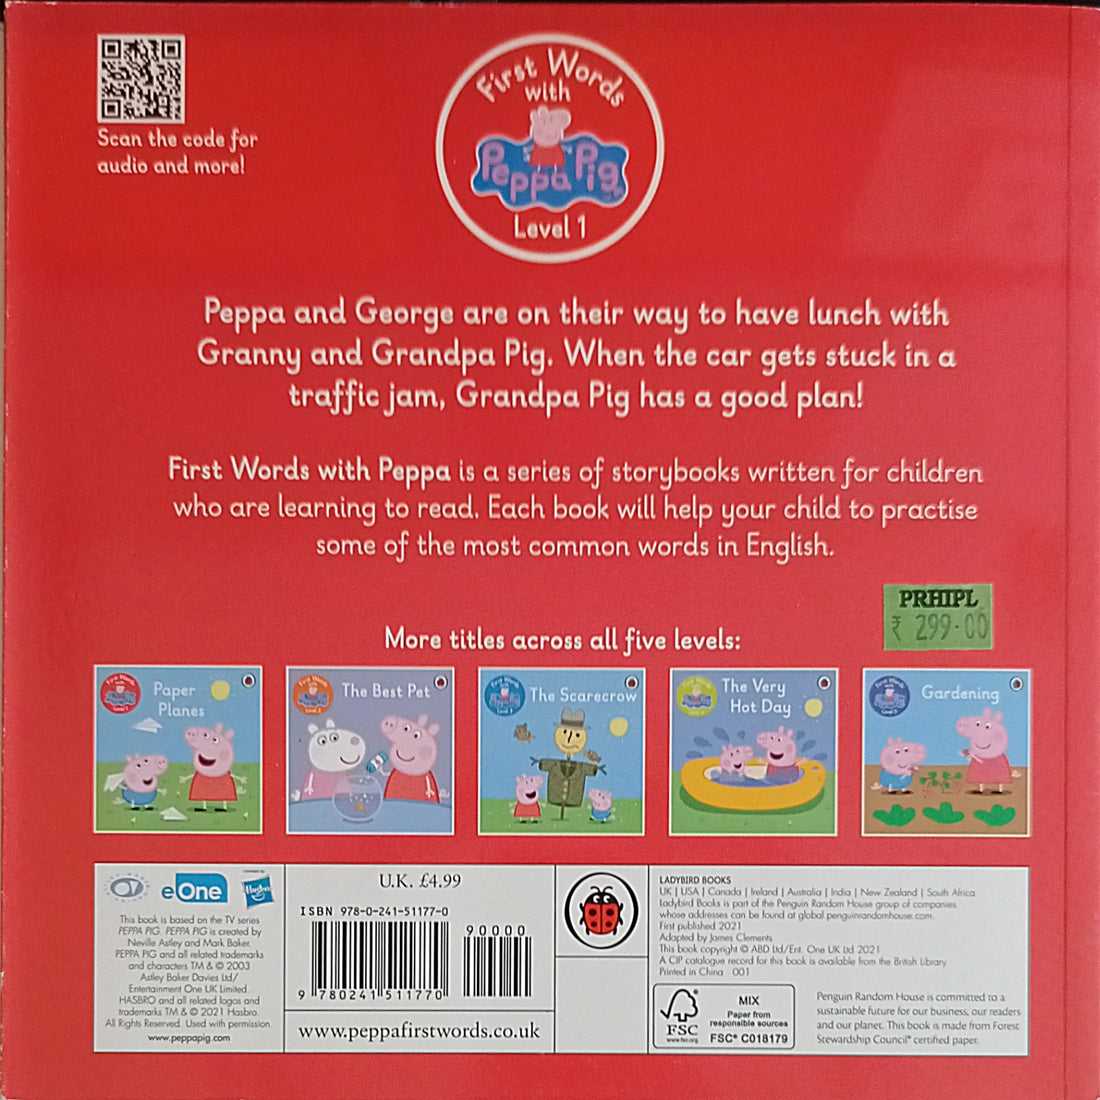 Scan the code for
audio and more!
First Words
with
Peppa Pig
Level 1
Peppa and George are on their way to have lunch with
Granny and Grandpa Pig. When the car gets stuck in a
traffic jam, Grandpa Pig has a good plan!
First Words with Peppa is a series of storybooks written for children
who are learning to read. Each book will help your child to practise
some of the most common words in English.
PRHIPL
₹ 299.00
More titles across all five levels:
Paper
Planes
The Best Pet
The Scarecrow
The Very
Hot Day
Gardening
eOne
Hasbro
This book is based on the TV series
PEPPA PIG. PEPPA PIG is created by
Neville Astley and Mark Baker.
PEPPA PIG and all related trademarks
and characters TM & © 2003
Astley Baker Davies Ltd/
Entertainment One UK Limited.
HASBRO and all related logos and
trademarks TM & © 2021 Hasbro.
All Rights Reserved. Used with permission.
www.peppapig.com
U.K. £4.99
ISBN 978-0-241-51177-0
90000
9 780241 511770
www.peppafirstwords.co.uk
LADYBIRD BOOKS
UK | USA | Canada | Ireland | Australia | India | New Zealand | South Africa
Ladybird Books is part of the Penguin Random House group of companies
whose addresses can be found at global.penguinrandomhouse.com.
First published 2021
Adapted by James Clements
This book copyright © ABD Ltd/Ent. One UK Ltd 2021
A CIP catalogue record for this book is available from the British Library
Printed in China 001
FSC
www.fsc.org
MIX
Paper from
responsible sources
FSC® C018179
Penguin Random House is committed to a
sustainable future for our business, our readers
and our planet. This book is made from Forest
Stewardship Council® certified paper.